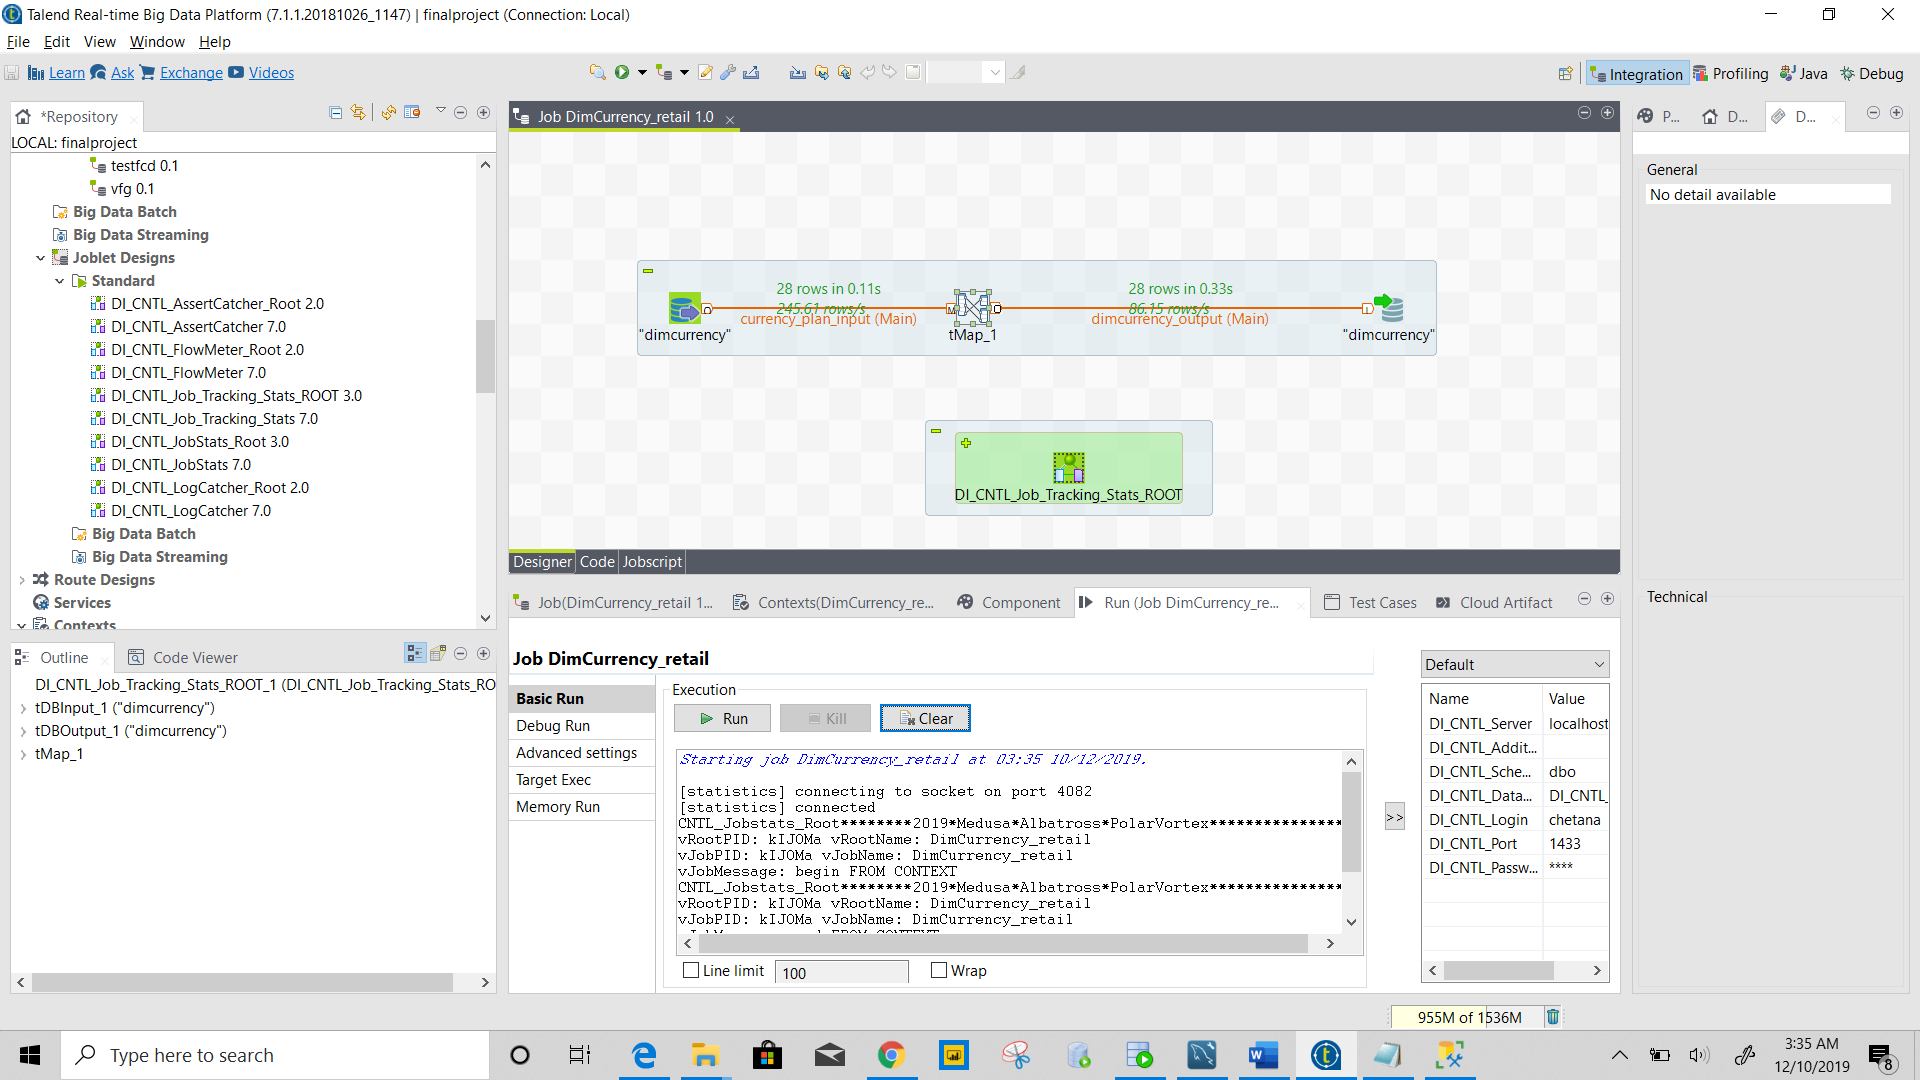 Talend Real-time Big Data Platform (7.1.1.20181026_1147) | finalproject (Connection: Local)
File Edit View Window Help
Learn Ask Exchange Videos
Integration Profiling Java Debug
*Repository
LOCAL: finalproject
testfcd 0.1
vfg 0.1
Big Data Batch
Big Data Streaming
Joblet Designs
Standard
DI_CNTL_AssertCatcher_Root 2.0
DI_CNTL_AssertCatcher 7.0
DI_CNTL_FlowMeter_Root 2.0
DI_CNTL_FlowMeter 7.0
DI_CNTL_Job_Tracking_Stats_ROOT 3.0
DI_CNTL_Job_Tracking_Stats 7.0
DI_CNTL_JobStats_Root 3.0
DI_CNTL_JobStats 7.0
DI_CNTL_LogCatcher_Root 2.0
DI_CNTL_LogCatcher 7.0
Big Data Batch
Big Data Streaming
Route Designs
Services
Contexts
Outline
Code Viewer
DI_CNTL_Job_Tracking_Stats_ROOT_1 (DI_CNTL_Job_Tracking_Stats_RO
tDBInput_1 ("dimcurrency")
tDBOutput_1 ("dimcurrency")
tMap_1
Job DimCurrency_retail 1.0
28 rows in 0.11s
245.61 rows/s
currency_plan_input (Main)
28 rows in 0.33s
86.15 rows/s
dimcurrency_output (Main)
"dimcurrency"
tMap_1
"dimcurrency"
DI_CNTL_Job_Tracking_Stats_ROOT
Designer Code Jobscript
Job(DimCurrency_retail 1... Contexts(DimCurrency_re... Component Run (Job DimCurrency_re... Test Cases Cloud Artifact
Job DimCurrency_retail
Basic Run
Debug Run
Advanced settings
Target Exec
Memory Run
Execution
Run Kill Clear
Starting job DimCurrency_retail at 03:35 10/12/2019.
[statistics] connecting to socket on port 4082
[statistics] connected
CNTL_Jobstats_Root********2019*Medusa*Albatross*PolarVortex****************
vRootPID: kIJOMa vRootName: DimCurrency_retail
vJobPID: kIJOMa vJobName: DimCurrency_retail
vJobMessage: begin FROM CONTEXT
CNTL_Jobstats_Root********2019*Medusa*Albatross*PolarVortex****************
vRootPID: kIJOMa vRootName: DimCurrency_retail
vJobPID: kIJOMa vJobName: DimCurrency_retail
Line limit 100 Wrap
>>
Default
Name Value
DI_CNTL_Server localhost
DI_CNTL_Addit...
DI_CNTL_Sche... dbo
DI_CNTL_Data... DI_CNTL_
DI_CNTL_Login chetana
DI_CNTL_Port 1433
DI_CNTL_Passw... ****
P... D... D...
General
No detail available
Technical
955M of 1536M
Type here to search
3:35 AM
12/10/2019
8